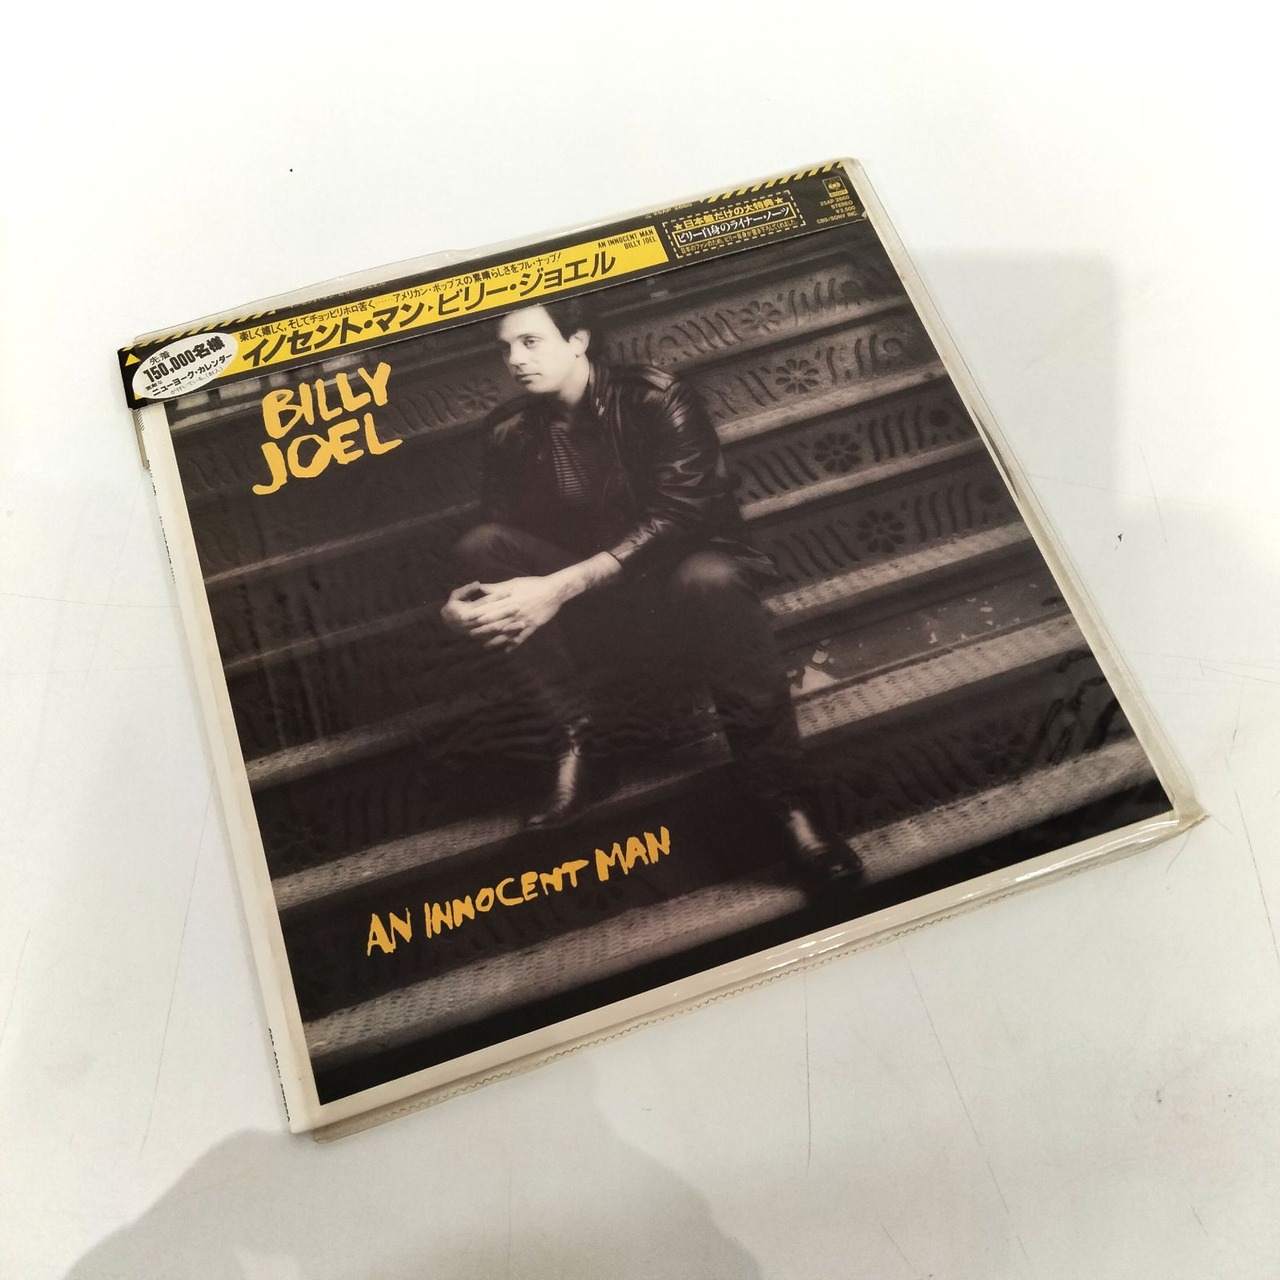 25AP 2660
STEREO
¥2,500
CBS/SONY INC.
★日本盤だけの大特典★
ビリー自身のライナー・ノーツ
AN INNOCENT MAN
BILLY JOEL
楽しく嬉しく、そしてチョッピリホロ苦く……アメリカン・ポップスの素晴らしさをフル・ナップ!
イノセント・マン▶ビリー・ジョエル
先着
150,000名様
ニューヨーク・カレンダー
BILLY
JOEL
AN INNOCENT MAN